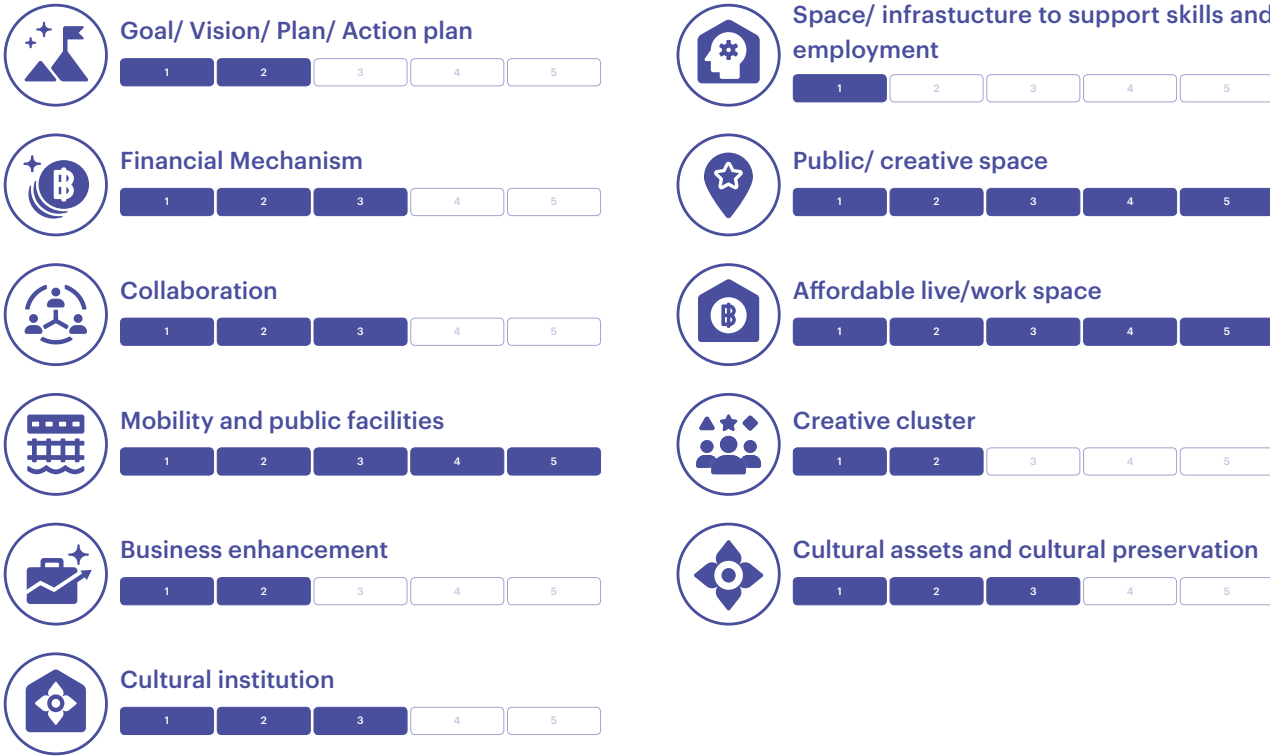 Goal/ Vision/ Plan/ Action plan
1 2 3 4 5
Financial Mechanism
1 2 3 4 5
Collaboration
1 2 3 4 5
Mobility and public facilities
1 2 3 4 5
Business enhancement
1 2 3 4 5
Cultural institution
1 2 3 4 5
Space/ infrastucture to support skills and
employment
1 2 3 4 5
Public/ creative space
1 2 3 4 5
Affordable live/work space
1 2 3 4 5
Creative cluster
1 2 3 4 5
Cultural assets and cultural preservation
1 2 3 4 5